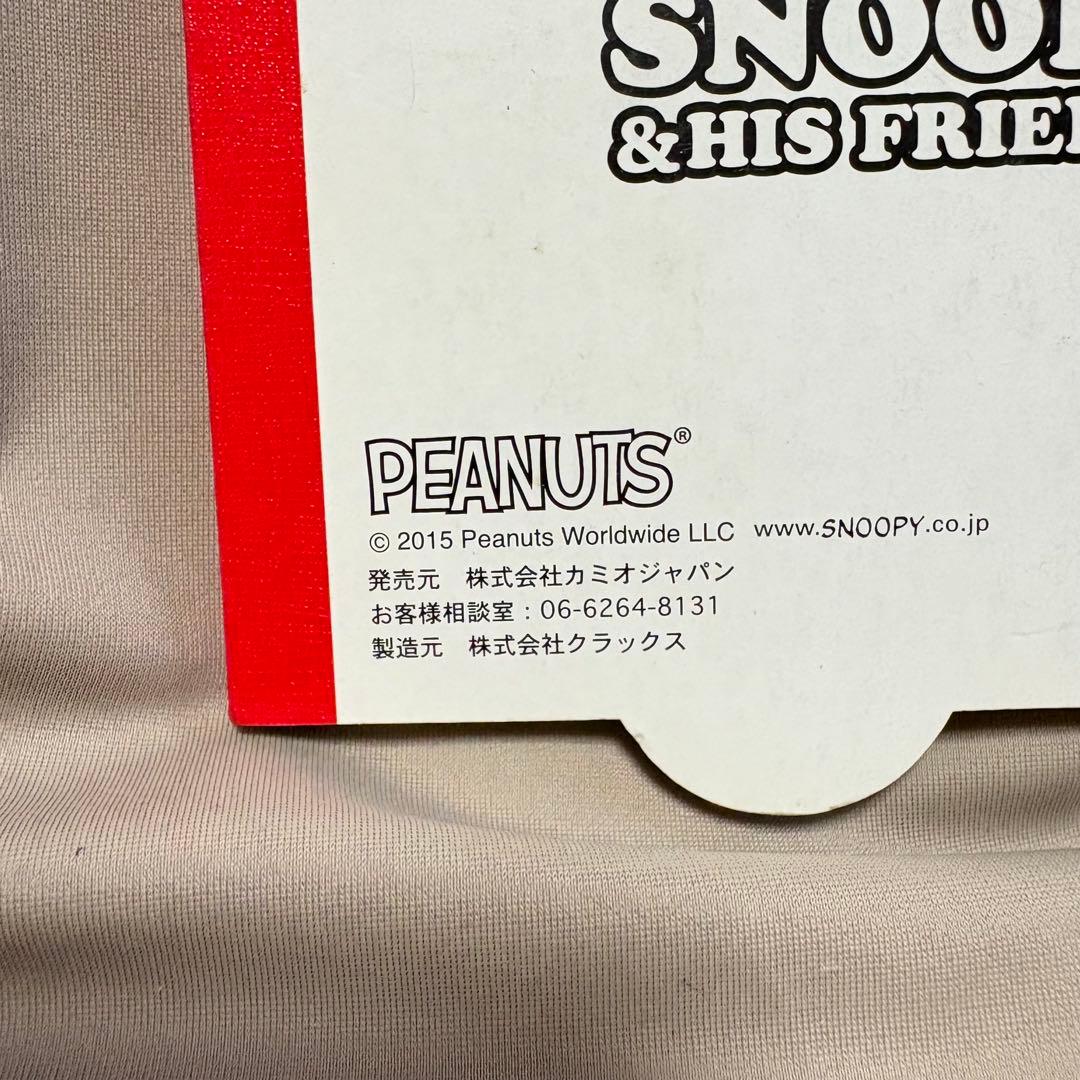 SNOO
& HIS FRIE
PEANUTS®
© 2015 Peanuts Worldwide LLC www.SNOOPY.co.jp
発売元 株式会社カミオジャパン
お客様相談室：06-6264-8131
製造元 株式会社クラックス